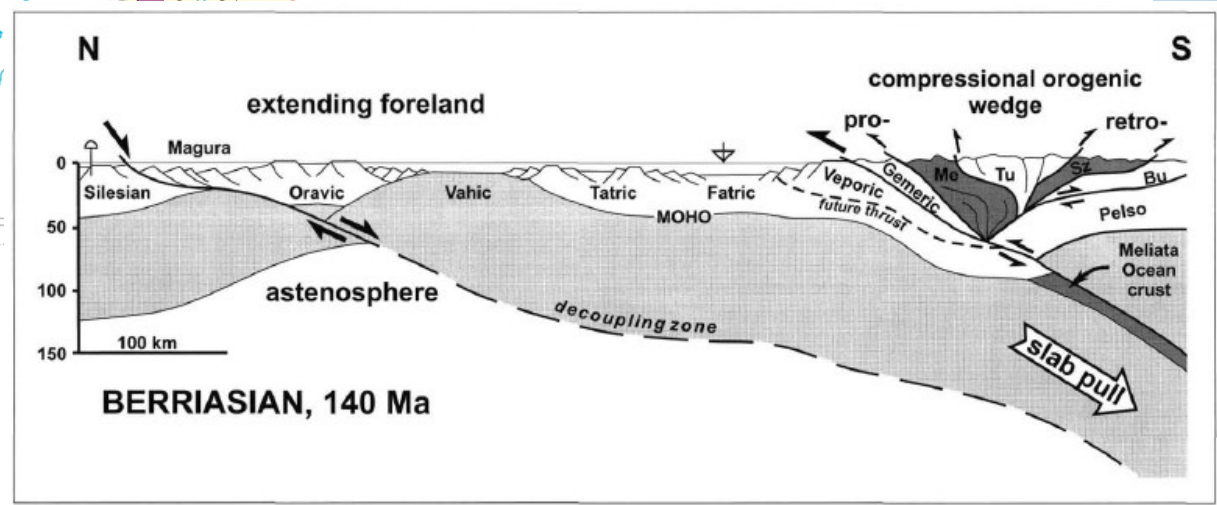 N
S
extending foreland
compressional orogenic
wedge
pro-
retro-
Magura
0
50
100
150
Silesian
Oravic
Vahic
Tatric
Fatric
MOHO
Veporic
Gemeric
future thrust
Me
Tu
Sz
Bu
Pelso
Meliata
Ocean
crust
astenosphere
decoupling zone
slab pull
100 km
BERRIASIAN, 140 Ma